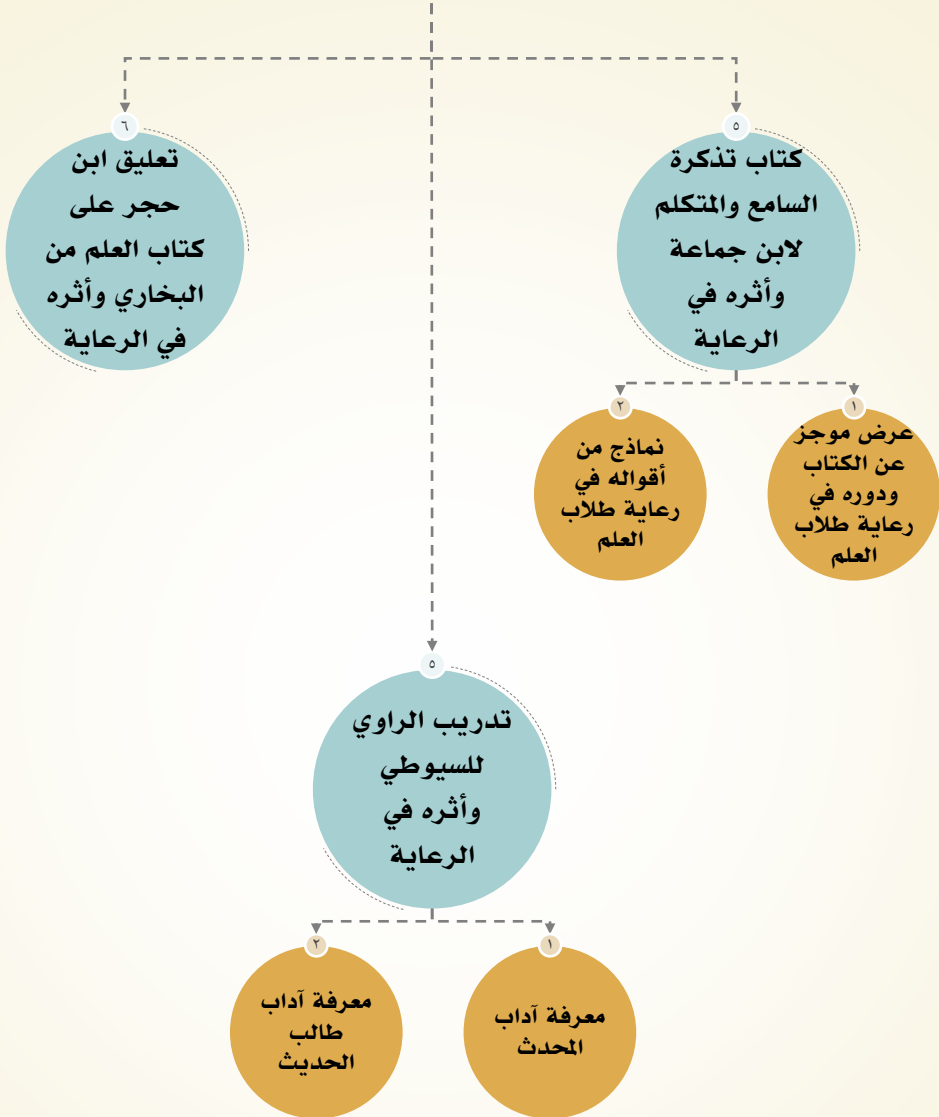 ٥
كتاب تذكرة
السامع والمتكلم
لابن جماعة
وأثره في
الرعاية
١
عرض موجز
عن الكتاب
ودوره في
رعاية طلاب
العلم
٢
نماذج من
أقواله في
رعاية طلاب
العلم
٦
تعليق ابن
حجر على
كتاب العلم من
البخاري وأثره
في الرعاية
٥
تدريب الراوي
للسيوطي
وأثره في
الرعاية
١
معرفة آداب
المحدث
٢
معرفة آداب
طالب
الحديث